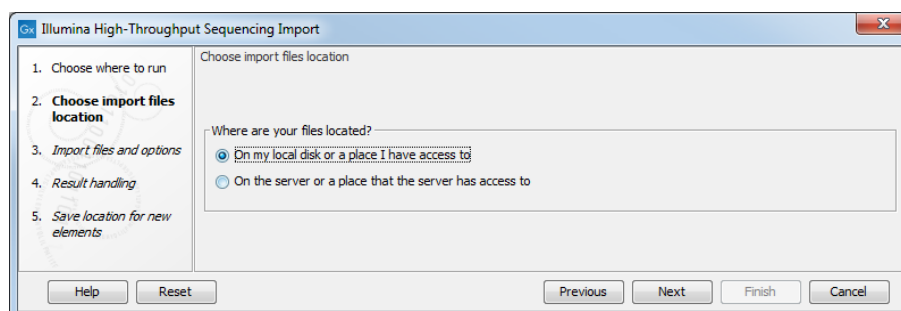 Gx Illumina High-Throughput Sequencing Import
1. Choose where to run
2. Choose import files
location
3. Import files and options
4. Result handling
5. Save location for new
elements
Choose import files location
Where are your files located?
On my local disk or a place I have access to
On the server or a place that the server has access to
Help Reset Previous Next Finish Cancel